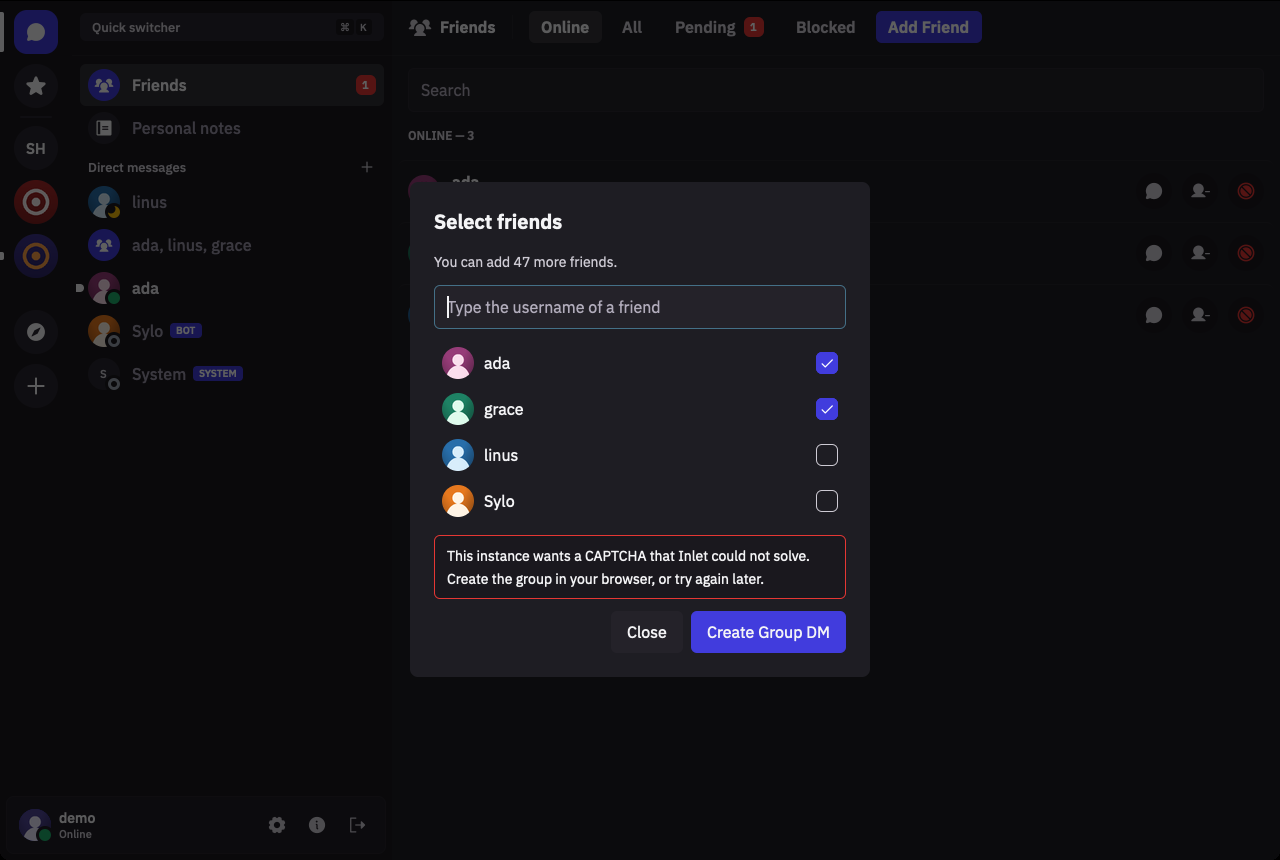 Quick switcher
⌘ K
Friends
Online
All
Pending 1
Blocked
Add Friend
Friends 1
Personal notes
SH
Direct messages
linus
ada, linus, grace
ada
Sylo BOT
S System SYSTEM
Search
ONLINE — 3
ada
Select friends
You can add 47 more friends.
Type the username of a friend
ada
grace
linus
Sylo
This instance wants a CAPTCHA that Inlet could not solve.
Create the group in your browser, or try again later.
Close
Create Group DM
demo
Online